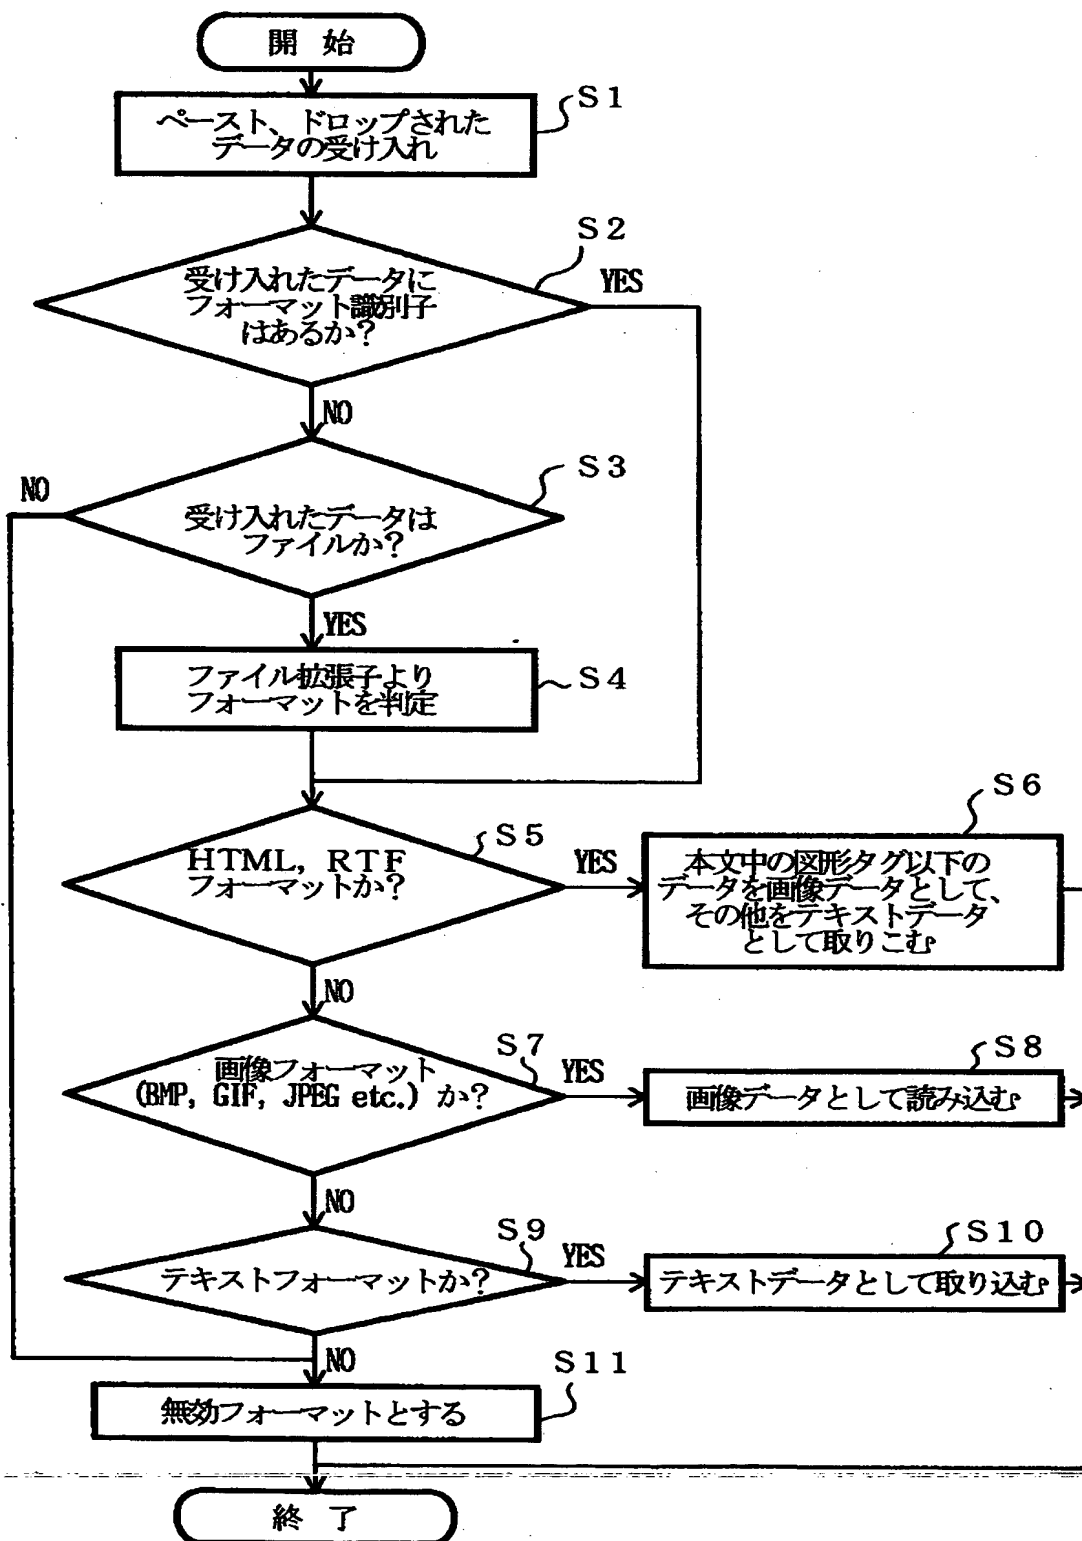 開 始
S1
ペースト、ドロップされた
データの受け入れ
S2
受け入れたデータに
フォーマット識別子
はあるか？
YES
NO
S3
NO
受け入れたデータは
ファイルか？
YES
ファイル拡張子より
フォーマットを判定
S4
S5
HTML, RTF
フォーマットか？
YES
S6
本文中の図形タグ以下の
データを画像データとして、
その他をテキストデータ
として取りこむ
NO
S7
画像フォーマット
(BMP, GIF, JPEG etc.) か？
YES
S8
画像データとして読み込む
NO
S9
テキストフォーマットか？
YES
S10
テキストデータとして取り込む
NO
S11
無効フォーマットとする
終 了